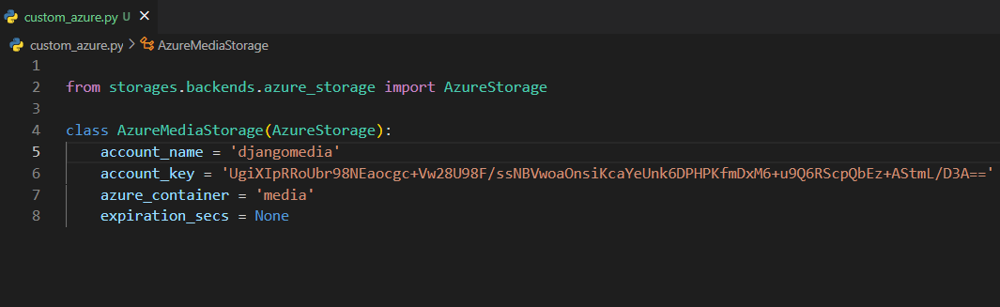 custom_azure.py U ×
custom_azure.py > AzureMediaStorage
1
2 from storages.backends.azure_storage import AzureStorage
3
4 class AzureMediaStorage(AzureStorage):
5 account_name = 'djangomedia'
6 account_key = 'UgiXIpRRoUbr98NEaocgc+Vw28U98F/ssNBVwoaOnsiKcaYeUnk6DPHPKfmDxM6+u9Q6RScpQbEz+AStmL/D3A=='
7 azure_container = 'media'
8 expiration_secs = None